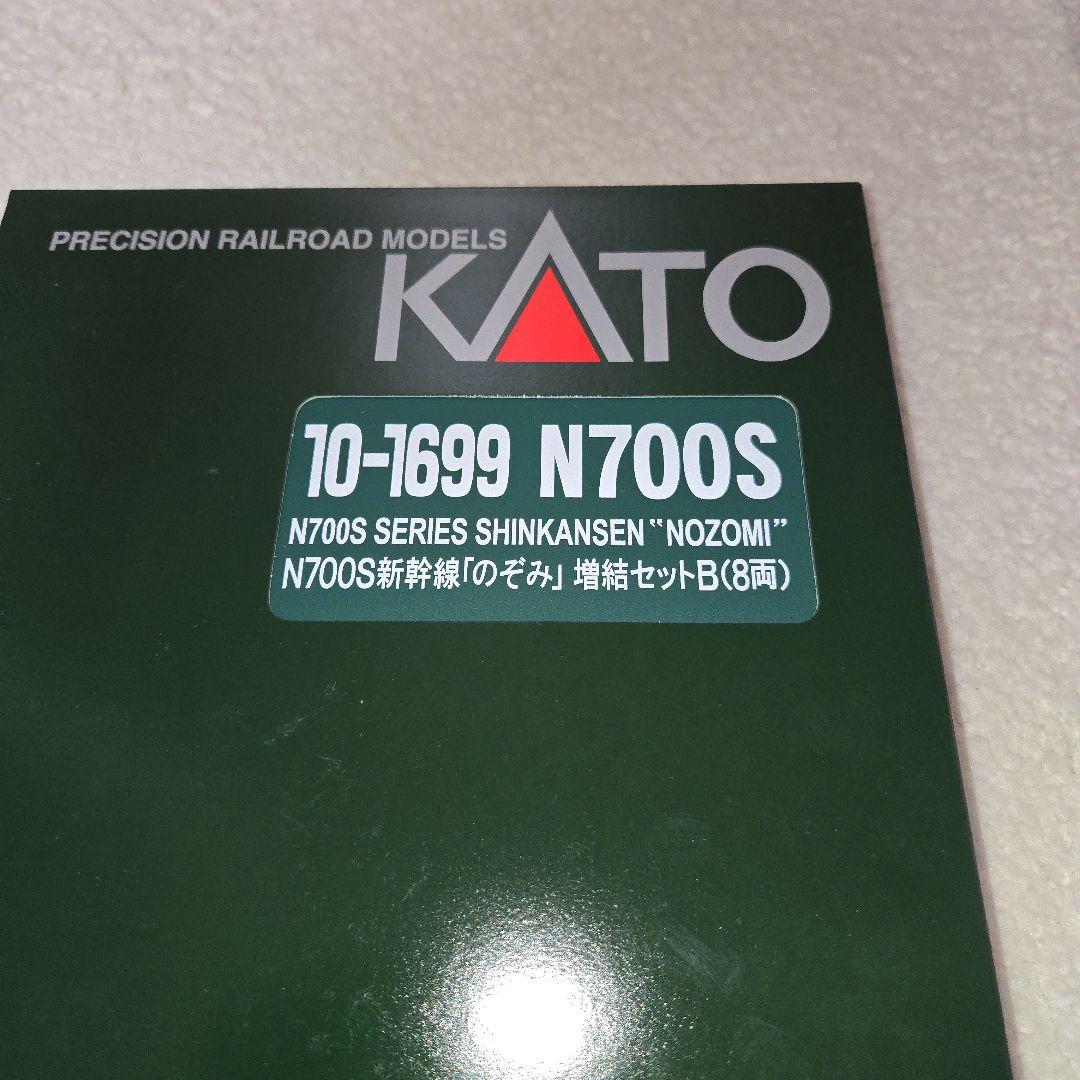 PRECISION RAILROAD MODELS
KATO
10-1699 N700S
N700S SERIES SHINKANSEN "NOZOMI"
N700S新幹線「のぞみ」 増結セットB(8両)